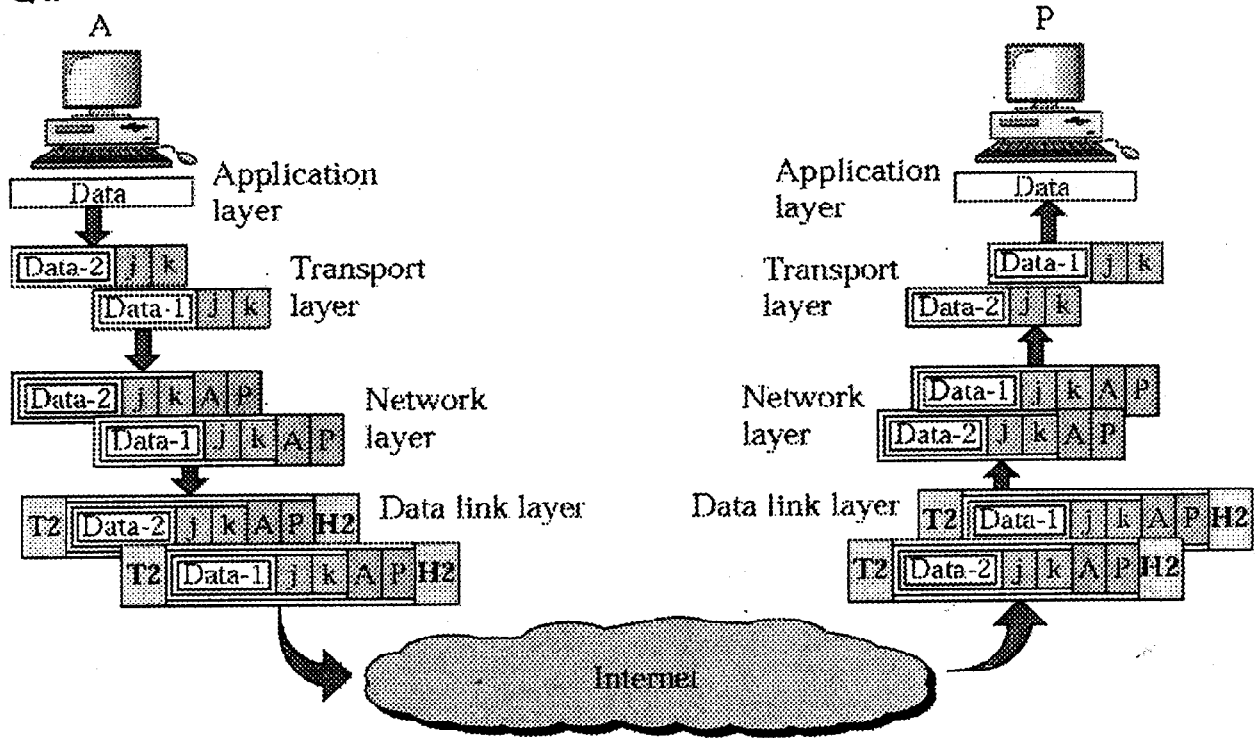 A
Application
layer
Data
Data-2 j k
Transport
layer
Data-1 j k
Data-2 j k A P
Network
layer
Data-1 j k A P
T2 Data-2 j k A P H2
Data link layer
T2 Data-1 j k A P H2
Internet
P
Application
layer
Data
Data-1 j k
Transport
layer
Data-2 j k
Data-1 j k A P
Network
layer
Data-2 j k A P
Data link layer
T2 Data-1 j k A P H2
T2 Data-2 j k A P H2